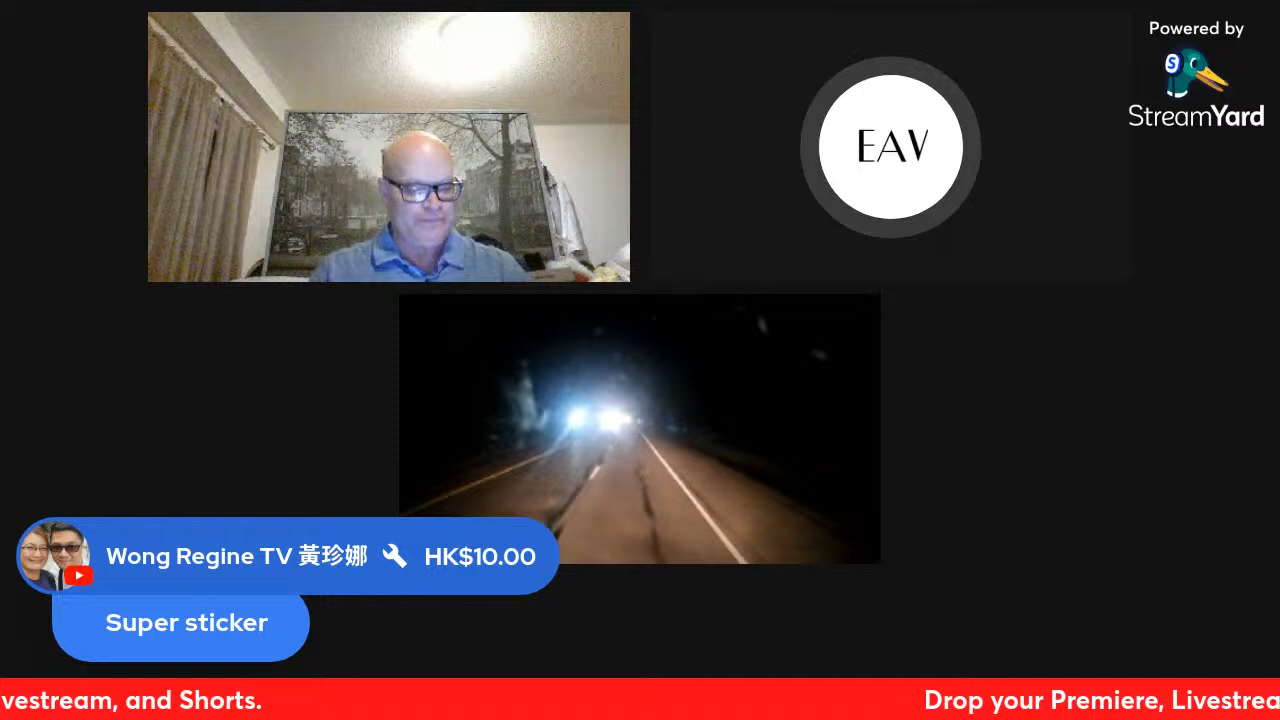 Powered by
StreamYard
EAV
Wong Regine TV 黃珍娜 HK$10.00
Super sticker
vestream, and Shorts.
Drop your Premiere, Livestrea